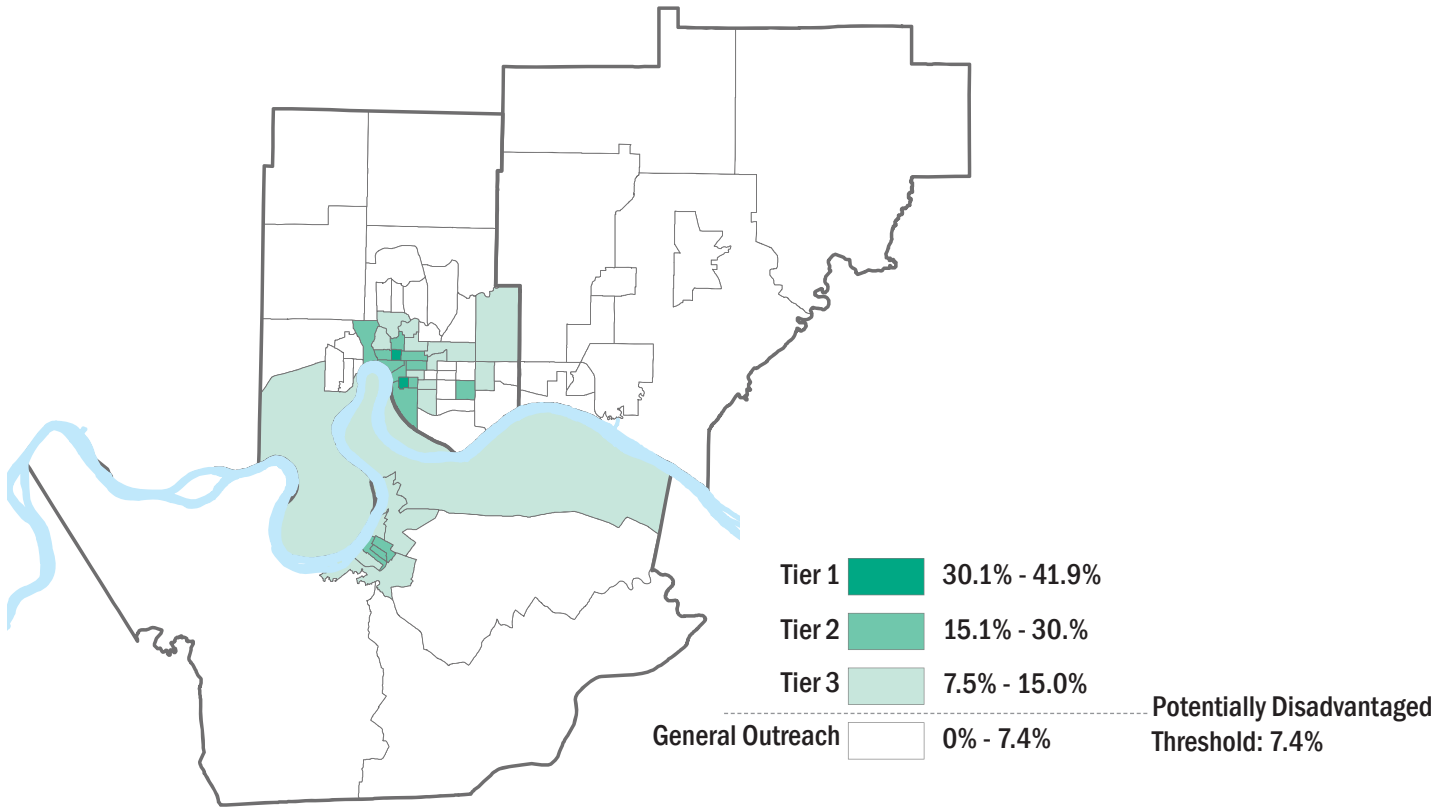 Tier 1 30.1% - 41.9%
Tier 2 15.1% - 30.%
Tier 3 7.5% - 15.0%
General Outreach 0% - 7.4%
Potentially Disadvantaged
Threshold: 7.4%